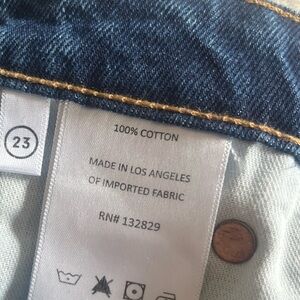 23
100% COTTON
MADE IN LOS ANGELES
OF IMPORTED FABRIC
RN# 132829